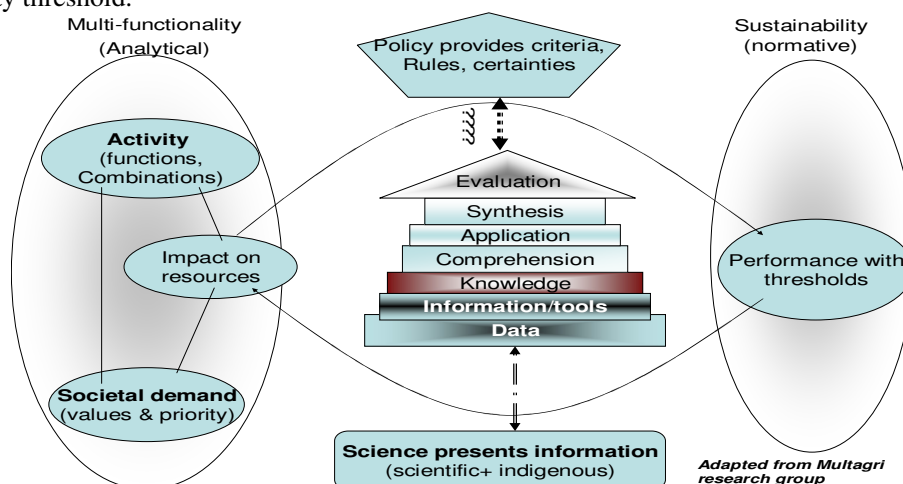 y threshold.
Multi-functionality
(Analytical)
Policy provides criteria,
Rules, certainties
Sustainability
(normative)
Activity
(functions,
Combinations)
Evaluation
Synthesis
Application
Comprehension
Knowledge
Information/tools
Data
Impact on
resources
Performance with
thresholds
Societal demand
(values & priority)
Science presents information
(scientific+ indigenous)
Adapted from Multagri
research group